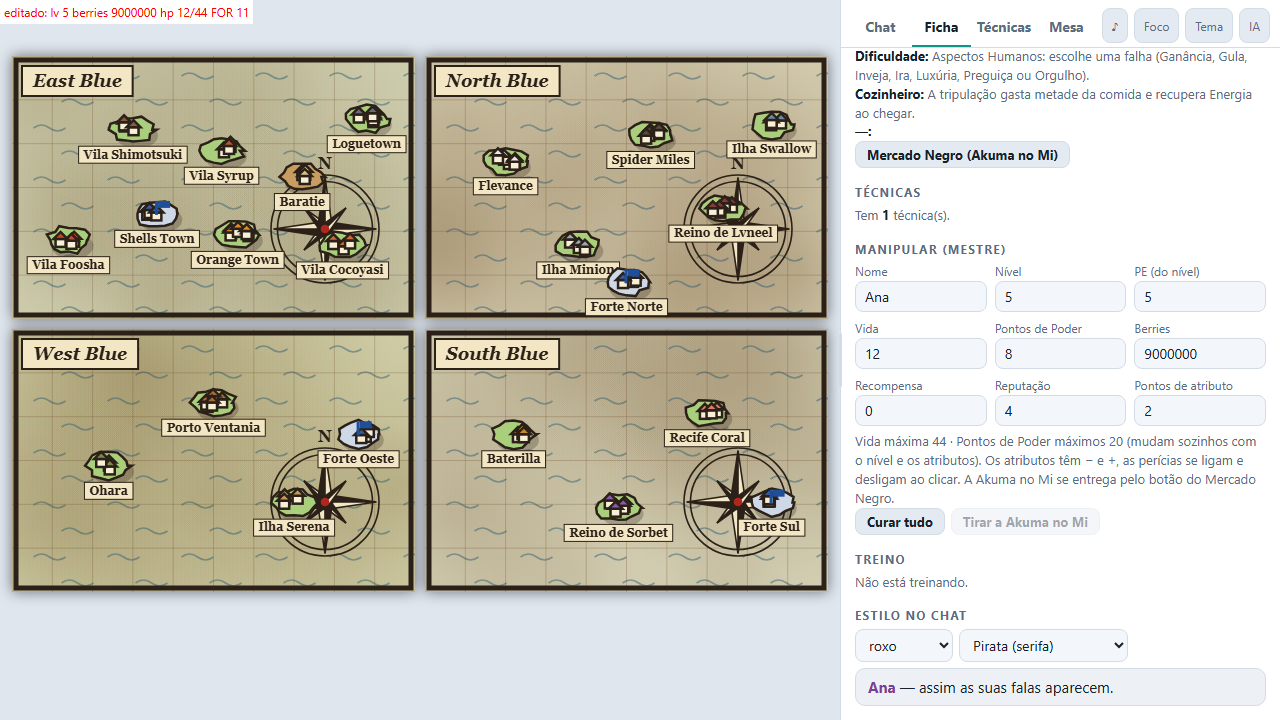 editado: lv 5 berries 9000000 hp 12/44 FOR 11
East Blue
Vila Shimotsuki
Loguetown
Vila Syrup
N
Baratie
Shells Town
Orange Town
Vila Foosha
Vila Cocoyasi
North Blue
Spider Miles
Ilha Swallow
N
Flevance
Reino de Lvneel
Ilha Minion
Forte Norte
West Blue
Porto Ventania
N
Forte Oeste
Ohara
Ilha Serena
South Blue
Recife Coral
Baterilla
Reino de Sorbet
Forte Sul
Chat Ficha Técnicas Mesa ♪ Foco Tema IA
Dificuldade: Aspectos Humanos: escolhe uma falha (Ganância, Gula,
Inveja, Ira, Luxúria, Preguiça ou Orgulho).
Cozinheiro: A tripulação gasta metade da comida e recupera Energia
ao chegar.
—:
Mercado Negro (Akuma no Mi)
TÉCNICAS
Tem 1 técnica(s).
MANIPULAR (MESTRE)
Nome Nível PE (do nível)
Ana 5 5
Vida Pontos de Poder Berries
12 8 9000000
Recompensa Reputação Pontos de atributo
0 4 2
Vida máxima 44 · Pontos de Poder máximos 20 (mudam sozinhos com
o nível e os atributos). Os atributos têm − e +, as perícias se ligam e
desligam ao clicar. A Akuma no Mi se entrega pelo botão do Mercado
Negro.
Curar tudo Tirar a Akuma no Mi
TREINO
Não está treinando.
ESTILO NO CHAT
roxo Pirata (serifa)
Ana — assim as suas falas aparecem.